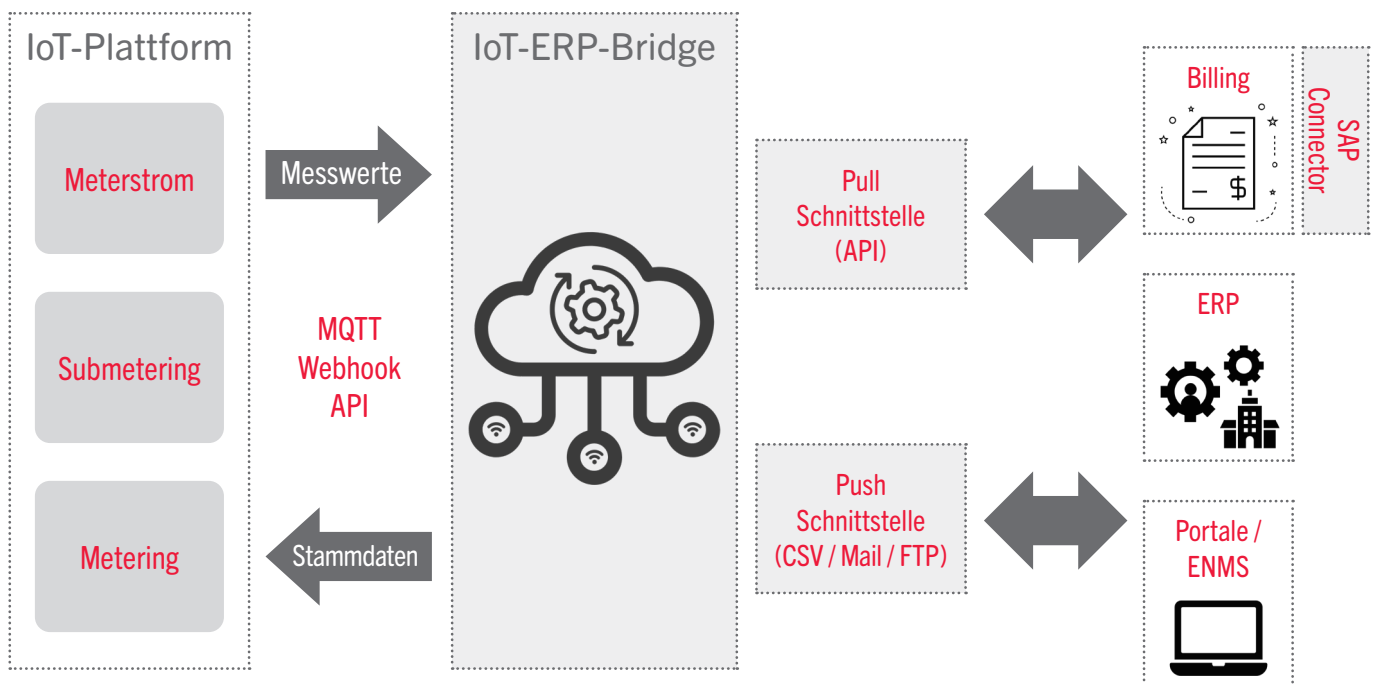 IoT-Plattform
Meterstrom
Submetering
Metering
Messwerte
MQTT
Webhook
API
Stammdaten
IoT-ERP-Bridge
Pull
Schnittstelle
(API)
Push
Schnittstelle
(CSV / Mail / FTP)
Billing
$
SAP
Connector
ERP
Portale /
ENMS